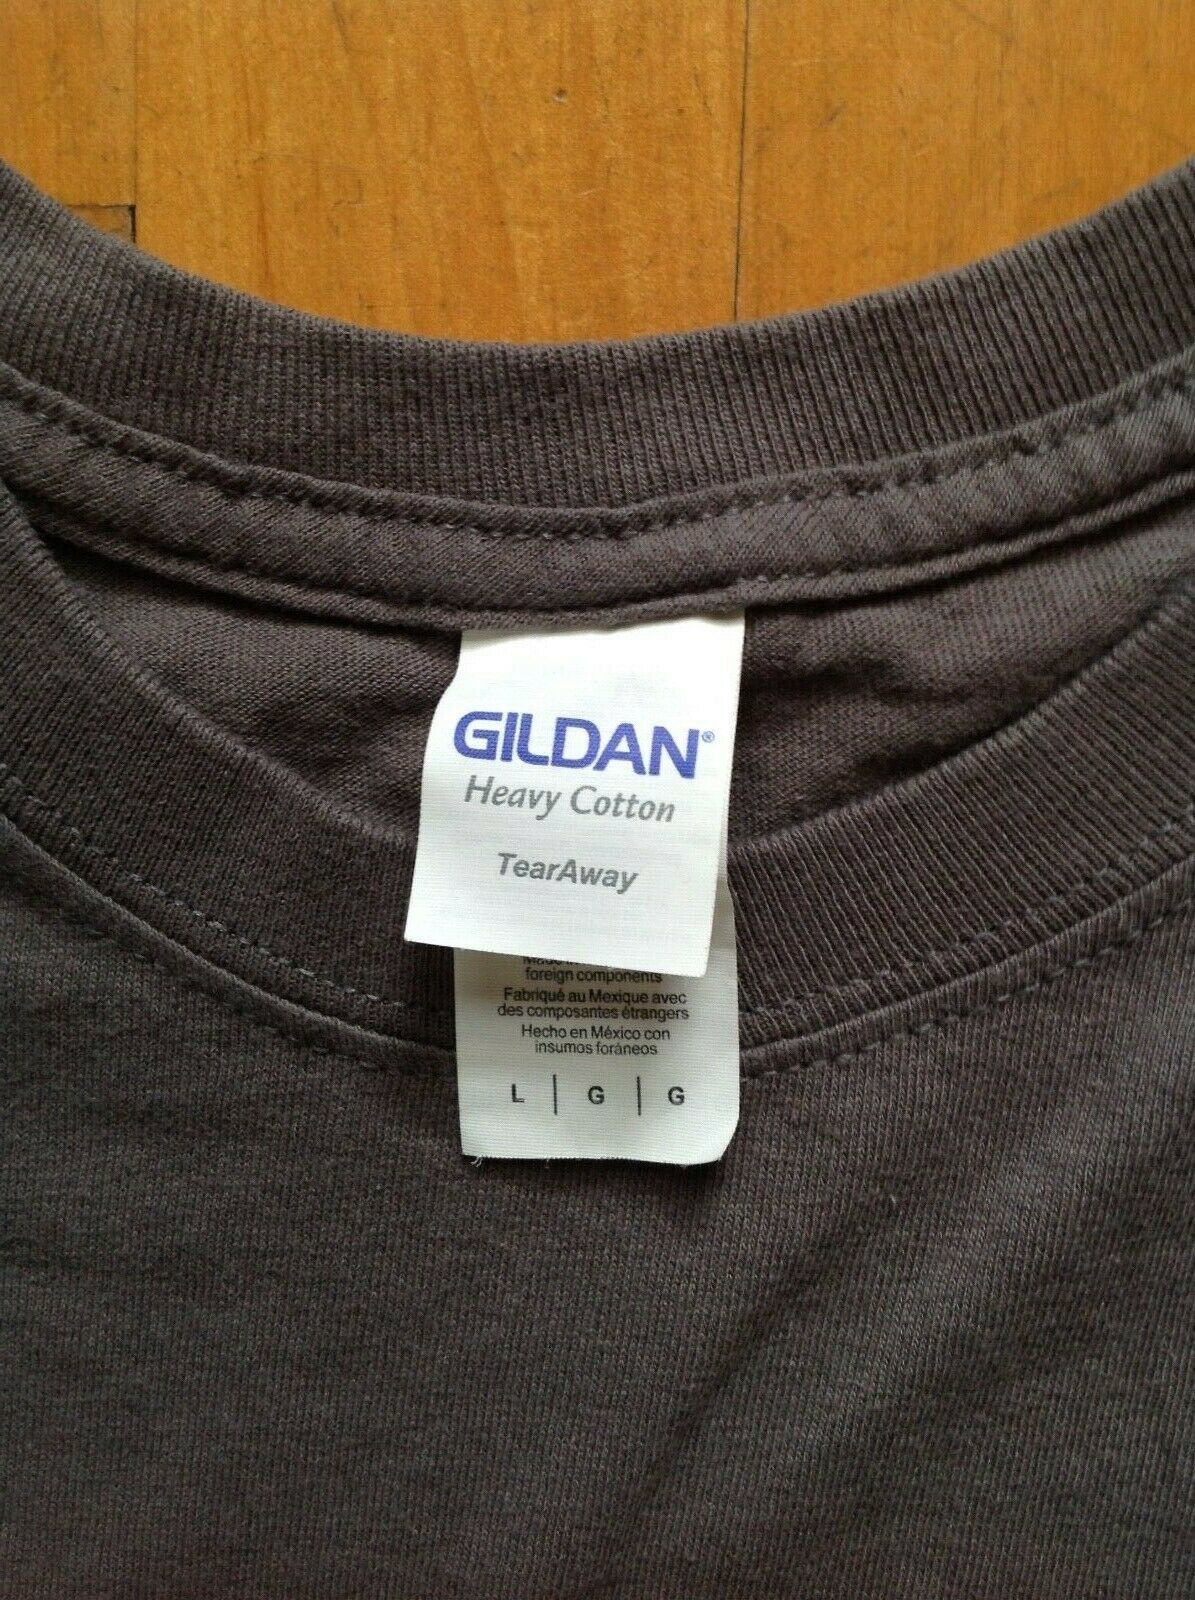 GILDAN®
Heavy Cotton
TearAway
foreign components
Fabriqué au Mexique avec
des composantes étrangers
Hecho en México con
insumos foráneos
L | G | G